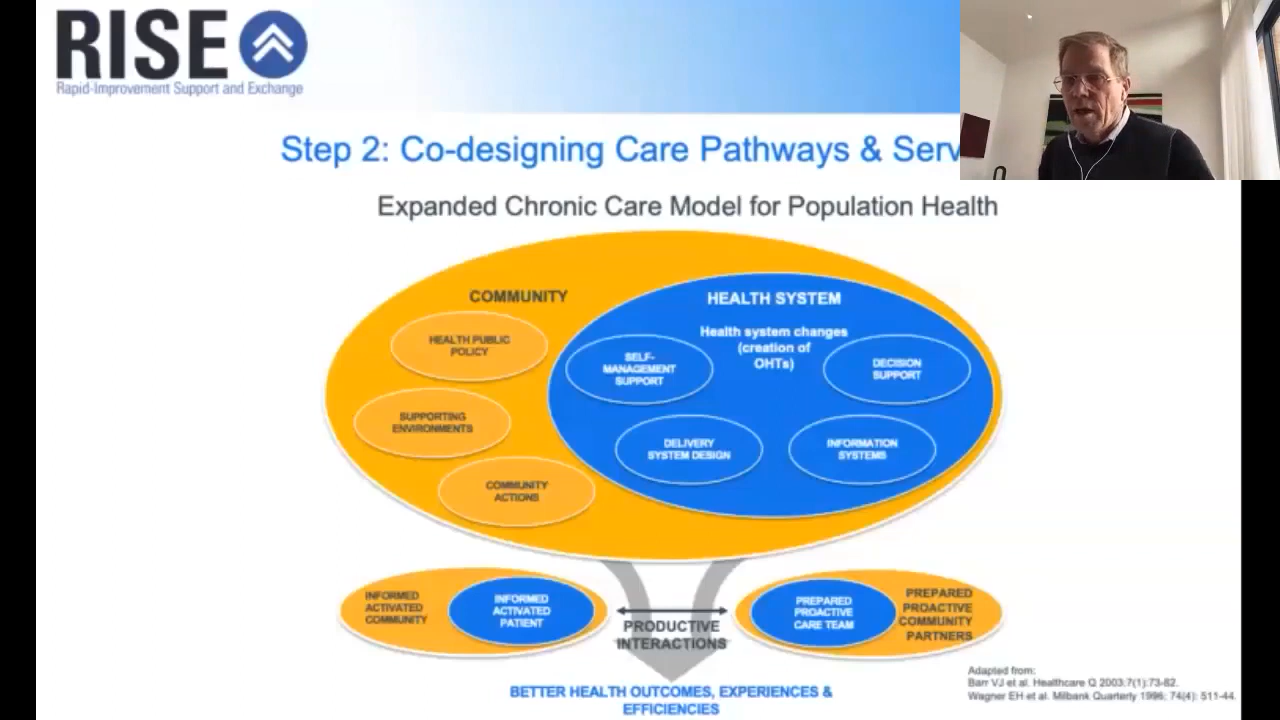 RISE
Rapid-Improvement Support and Exchange
Step 2: Co-designing Care Pathways & Serv
Expanded Chronic Care Model for Population Health
COMMUNITY
HEALTH PUBLIC
POLICY
SUPPORTING
ENVIRONMENTS
COMMUNITY
ACTIONS
HEALTH SYSTEM
Health system changes
(creation of
OHTs)
SELF-
MANAGEMENT
SUPPORT
DECISION
SUPPORT
DELIVERY
SYSTEM DESIGN
INFORMATION
SYSTEMS
INFORMED
ACTIVATED
COMMUNITY
INFORMED
ACTIVATED
PATIENT
PRODUCTIVE
INTERACTIONS
PREPARED
PROACTIVE
CARE TEAM
PREPARED
PROACTIVE
COMMUNITY
PARTNERS
BETTER HEALTH OUTCOMES, EXPERIENCES &
EFFICIENCIES
Adapted from:
Barr VJ et al. Healthcare Q 2003;7(1):73-82.
Wagner EH et al. Milbank Quarterly 1996; 74(4): 511-44.